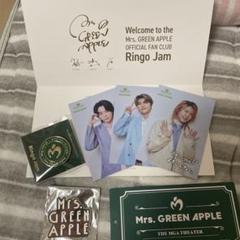 Mrs.
GREEN
APPLE
Welcome to the
Mrs. GREEN APPLE
OFFICIAL FAN CLUB
Ringo Jam
Mrs.
GREEN
APPLE
Mrs. GREEN APPLE
THE MGA THEATER